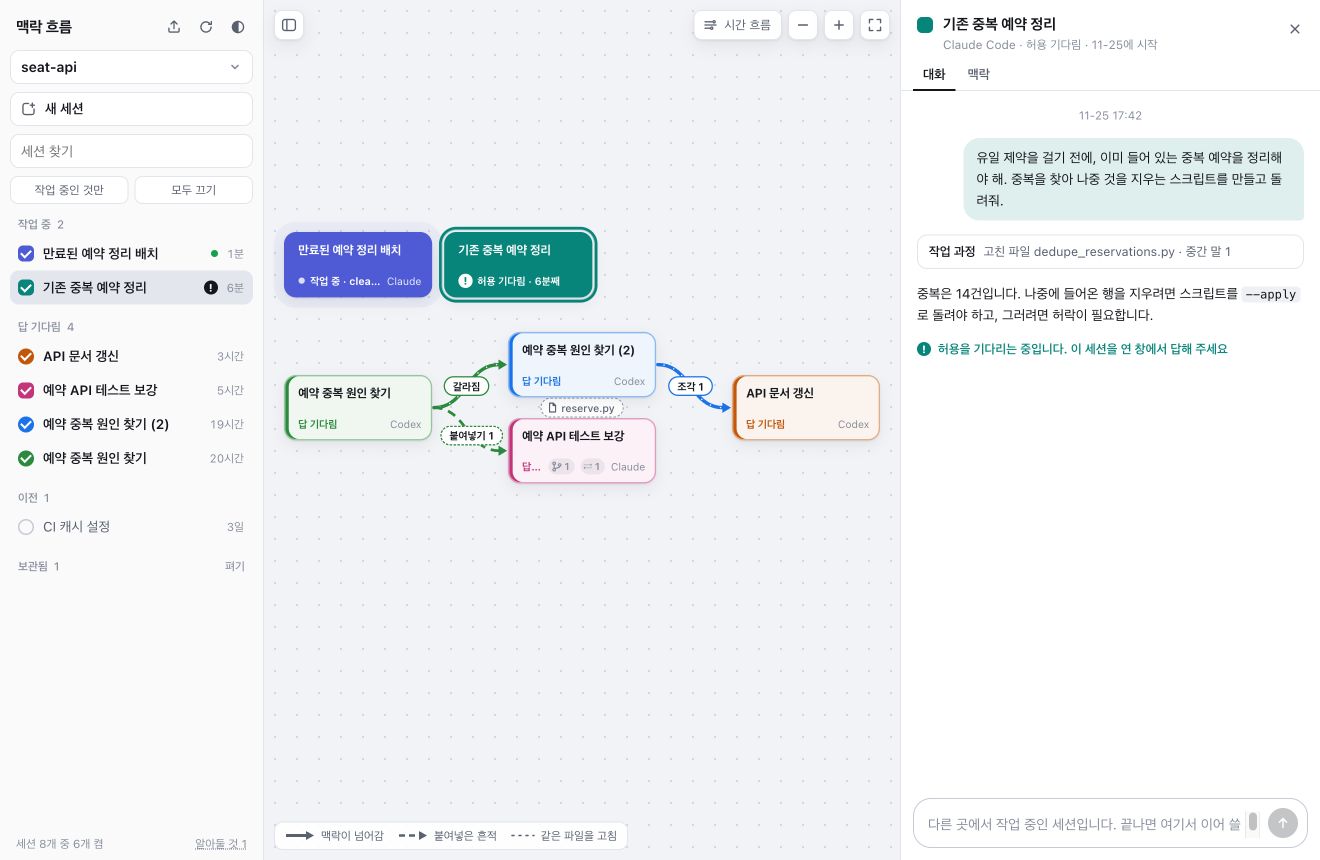 맥락 흐름
seat-api
새 세션
세션 찾기
작업 중인 것만
모두 끄기
작업 중 2
만료된 예약 정리 배치 1분
기존 중복 예약 정리 6분
답 기다림 4
API 문서 갱신 3시간
예약 API 테스트 보강 5시간
예약 중복 원인 찾기 (2) 19시간
예약 중복 원인 찾기 20시간
이전 1
CI 캐시 설정 3일
보관됨 1 펴기
세션 8개 중 6개 켬 알아둘 것 1
시간 흐름
만료된 예약 정리 배치
작업 중 · clea... Claude
기존 중복 예약 정리
허용 기다림 · 6분째
예약 중복 원인 찾기
답 기다림 Codex
갈라짐
붙여넣기 1
예약 중복 원인 찾기 (2)
답 기다림 Codex
reserve.py
예약 API 테스트 보강
답... 1 1 Claude
조각 1
API 문서 갱신
답 기다림 Codex
맥락이 넘어감 붙여넣은 흔적 같은 파일을 고침
기존 중복 예약 정리
Claude Code · 허용 기다림 · 11-25에 시작
대화 맥락
11-25 17:42
유일 제약을 걸기 전에, 이미 들어 있는 중복 예약을 정리해
야 해. 중복을 찾아 나중 것을 지우는 스크립트를 만들고 돌
려줘.
작업 과정 고친 파일 dedupe_reservations.py · 중간 말 1
중복은 14건입니다. 나중에 들어온 행을 지우려면 스크립트를 --apply
로 돌려야 하고, 그러려면 허락이 필요합니다.
허용을 기다리는 중입니다. 이 세션을 연 창에서 답해 주세요
다른 곳에서 작업 중인 세션입니다. 끝나면 여기서 이어 쓸